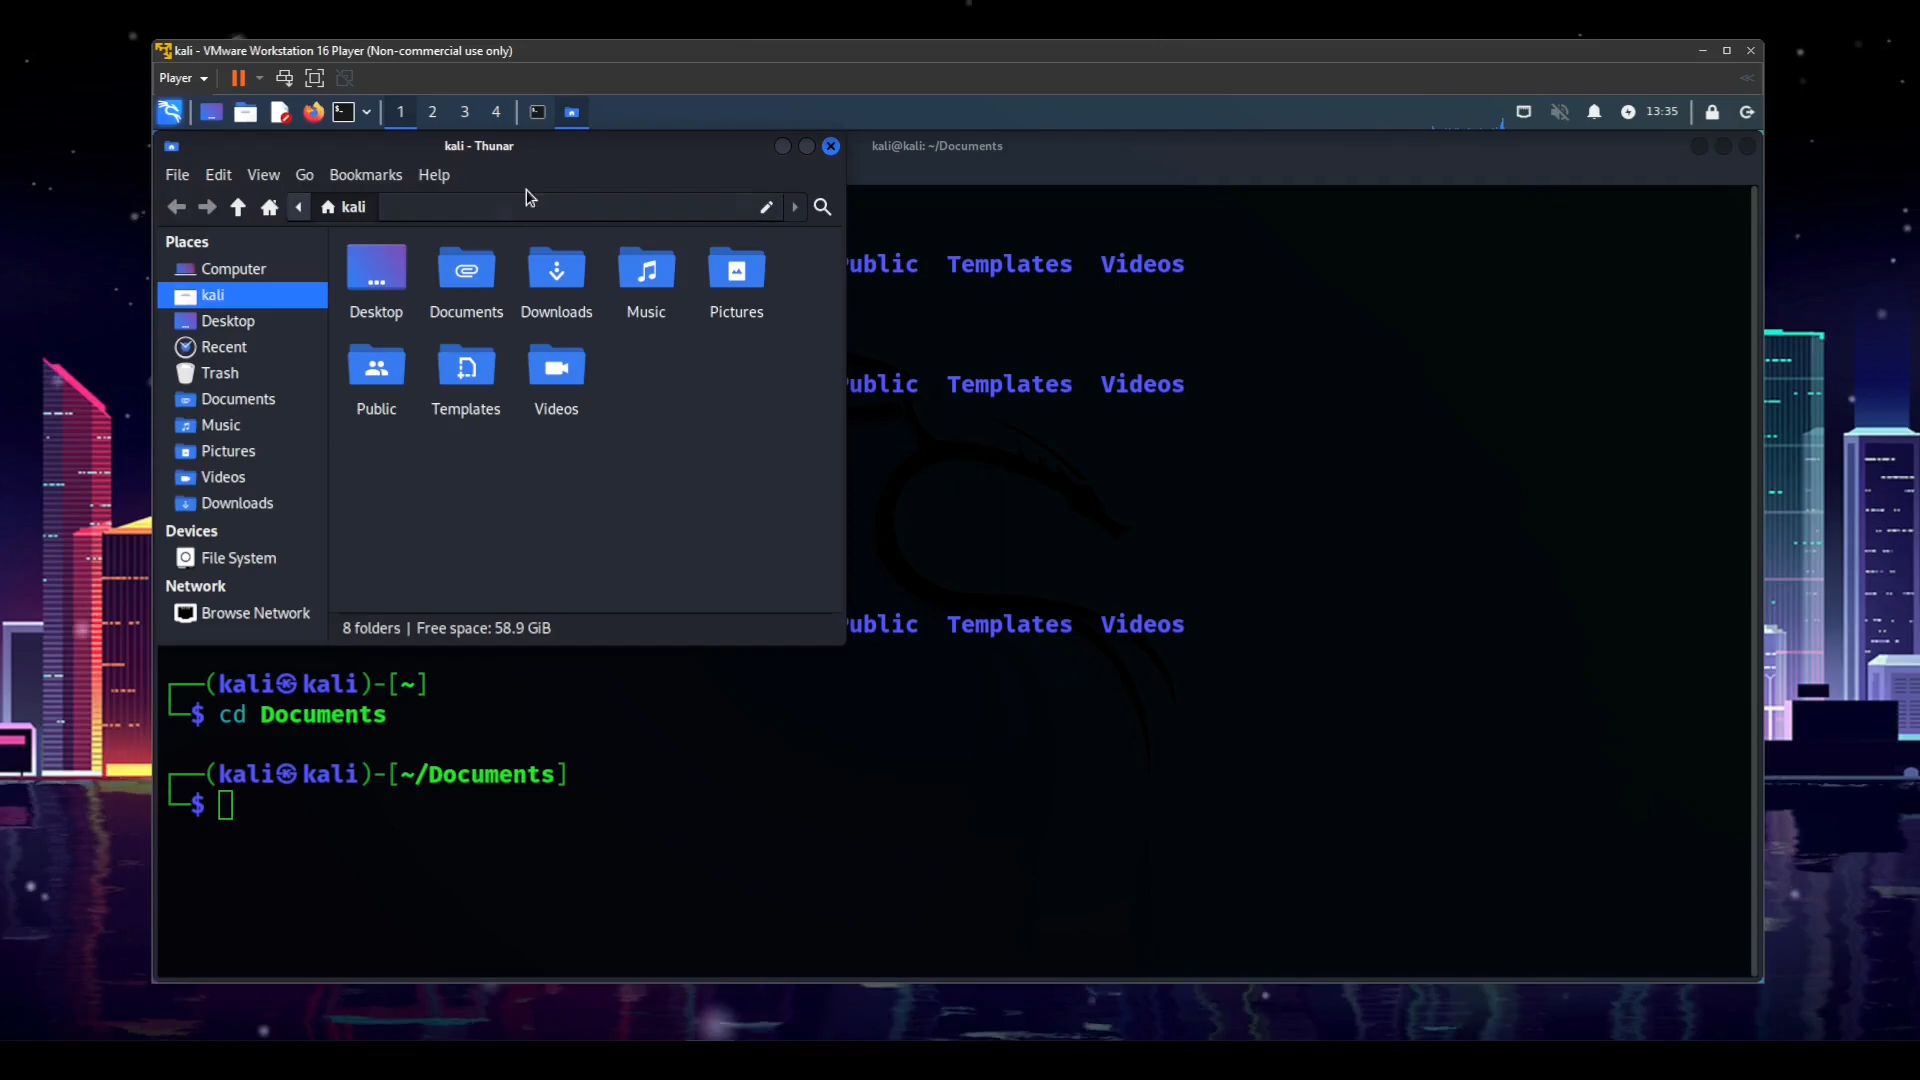 kali - VMware Workstation 16 Player (Non-commercial use only)
Player
1 2 3 4
13:35
kali - Thunar
kali@kali: ~/Documents
File Edit View Go Bookmarks Help
kali
Places
Computer
kali
Desktop
Recent
Trash
Documents
Music
Pictures
Videos
Downloads
Devices
File System
Network
Browse Network
Desktop Documents Downloads Music Pictures
Public Templates Videos
8 folders | Free space: 58.9 GiB
Public Templates Videos
Public Templates Videos
Public Templates Videos
┌──(kali㉿kali)-[~]
└─$ cd Documents
┌──(kali㉿kali)-[~/Documents]
└─$